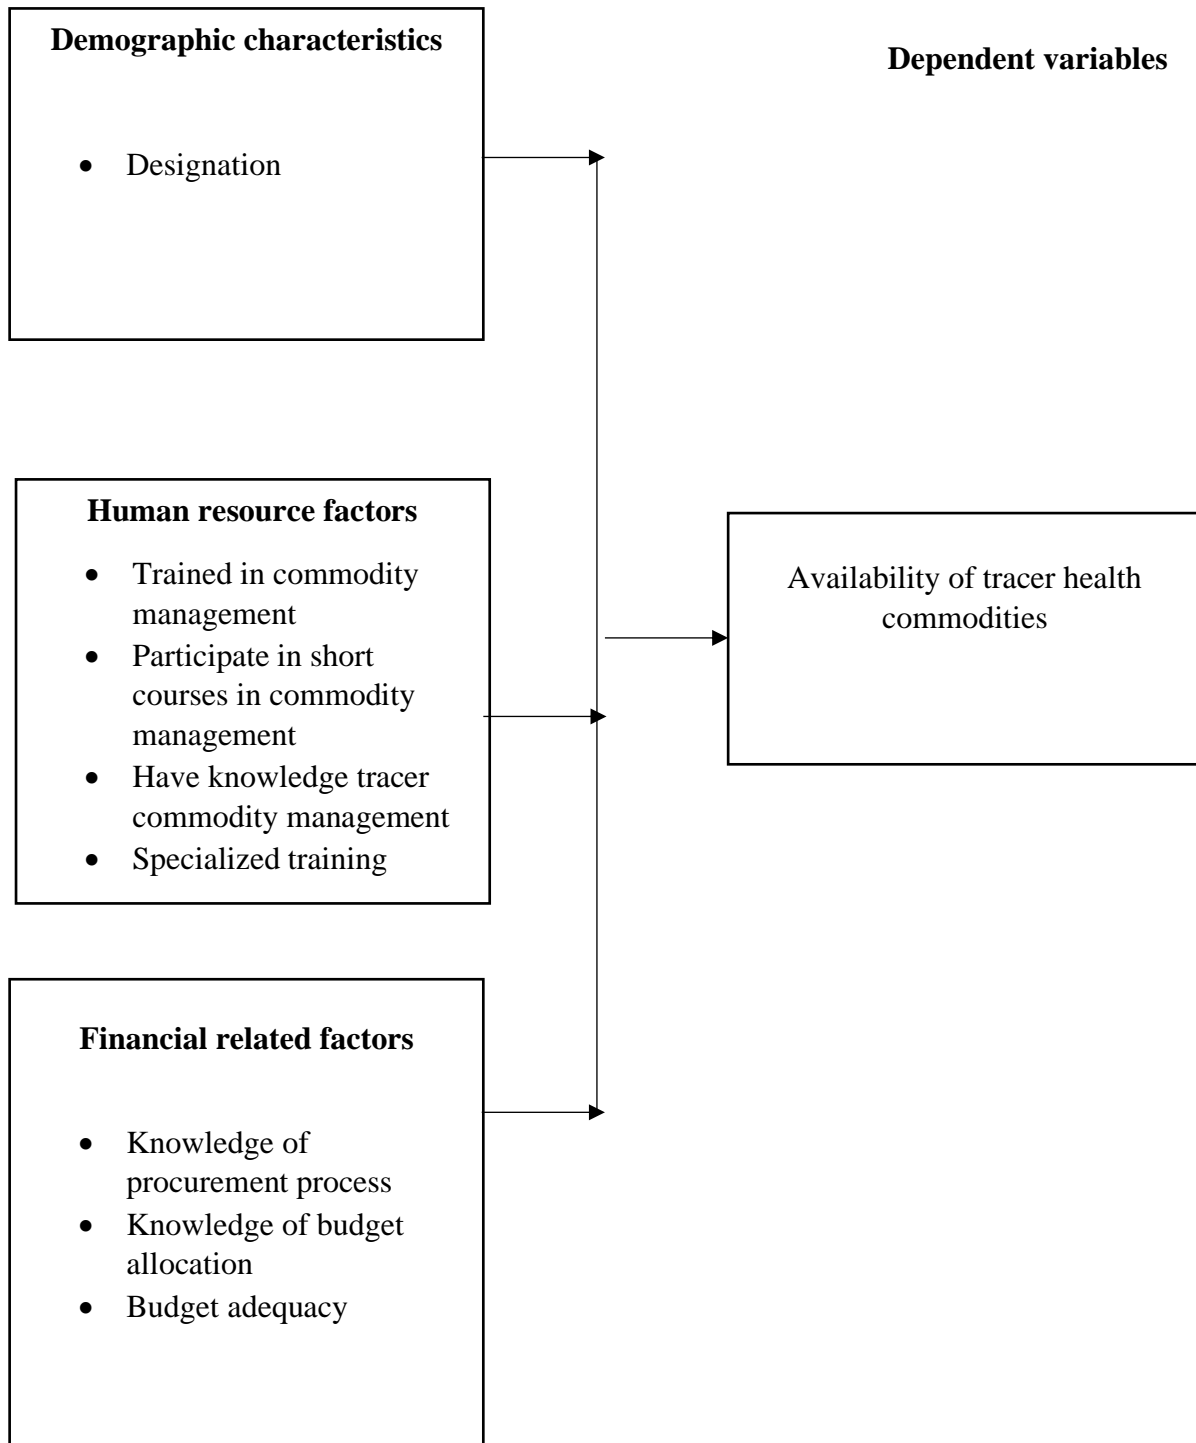 Demographic characteristics
• Designation
Dependent variables
Human resource factors
• Trained in commodity
management
• Participate in short
courses in commodity
management
• Have knowledge tracer
commodity management
• Specialized training
Availability of tracer health
commodities
Financial related factors
• Knowledge of
procurement process
• Knowledge of budget
allocation
• Budget adequacy